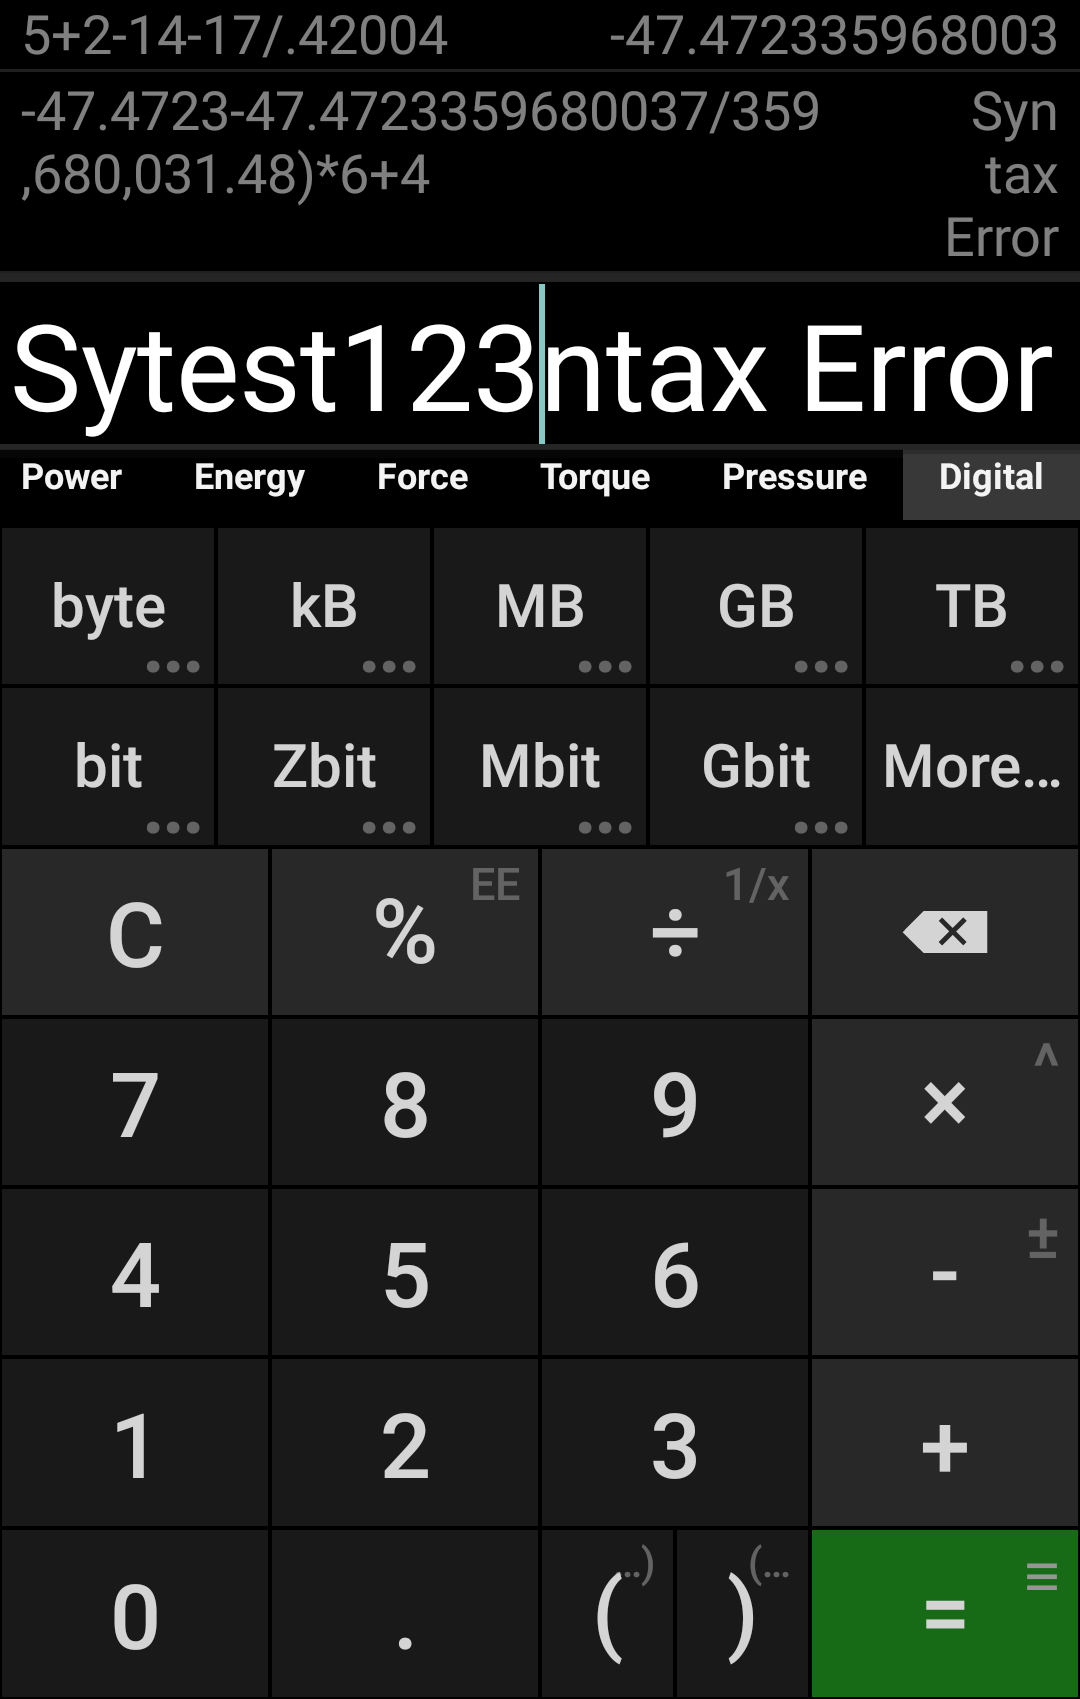 5+2-14-17/.42004 -47.472335968003
-47.4723-47.4723359680037/359 Syn
,680,031.48)*6+4 tax
Error
Sytest123ntax Error
Power Energy Force Torque Pressure Digital
byte kB MB GB TB
... ... ... ... ...
bit Zbit Mbit Gbit More...
... ... ... ...
C % EE ÷ 1/x
7 8 9 × ^
4 5 6 - ±
1 2 3 +
0 . ( ..) ) (... = ≡